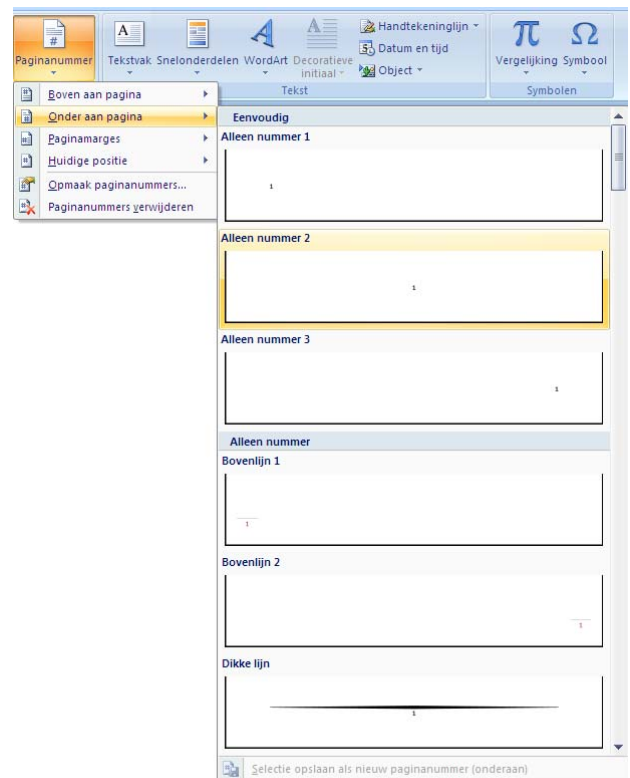 Paginanummer
Tekstvak
Snelonderdelen
WordArt
Decoratieve
initiaal
Handtekeninglijn
Datum en tijd
Object
Vergelijking
Symbool
Tekst
Symbolen
Boven aan pagina
Onder aan pagina
Paginamarges
Huidige positie
Opmaak paginanummers...
Paginanummers verwijderen
Eenvoudig
Alleen nummer 1
1
Alleen nummer 2
1
Alleen nummer 3
1
Alleen nummer
Bovenlijn 1
1
Bovenlijn 2
1
Dikke lijn
1
Selectie opslaan als nieuw paginanummer (onderaan)